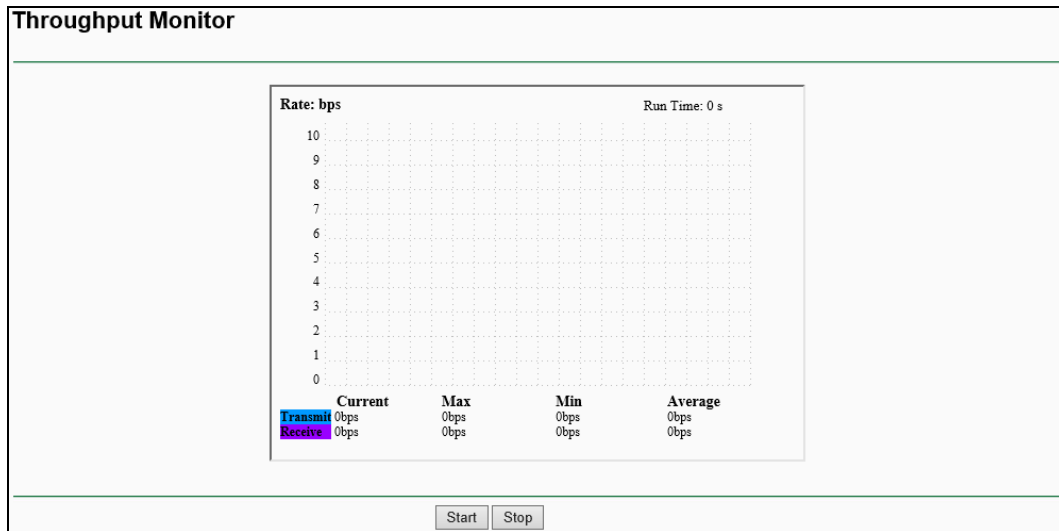 Throughput Monitor
Rate: bps Run Time: 0 s
10
9
8
7
6
5
4
3
2
1
0
Current Max Min Average
Transmit 0bps 0bps 0bps 0bps
Receive 0bps 0bps 0bps 0bps
Start Stop